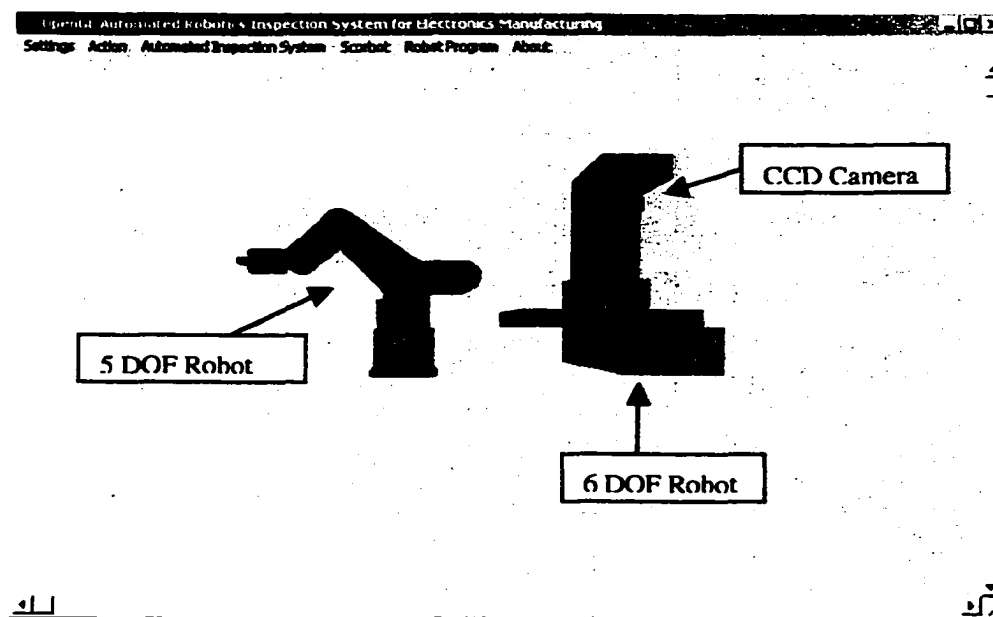 OpenGL Automated Robotics Inspection System for Electronics Manufacturing
Settings Action Automated Inspection System Scorbot Robot Program About
CCD Camera
5 DOF Robot
6 DOF Robot